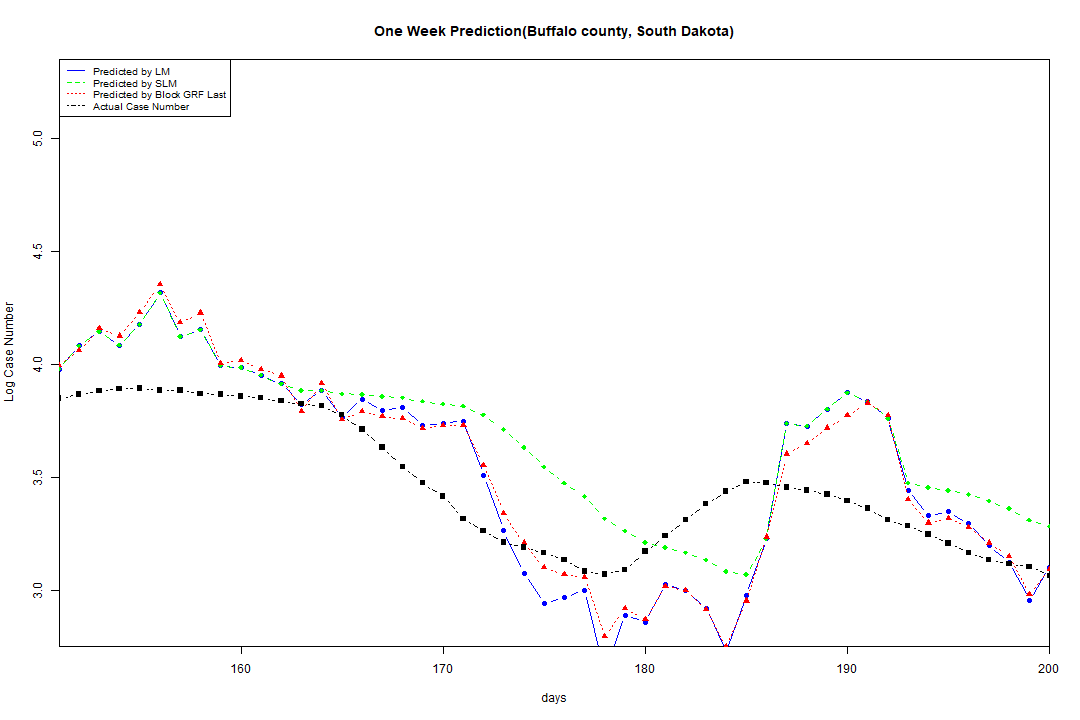 One Week Prediction(Buffalo county, South Dakota)
Predicted by LM
Predicted by SLM
Predicted by Block GRF Last
Actual Case Number
5.0
4.5
4.0
3.5
3.0
Log Case Number
160 170 180 190 200
days